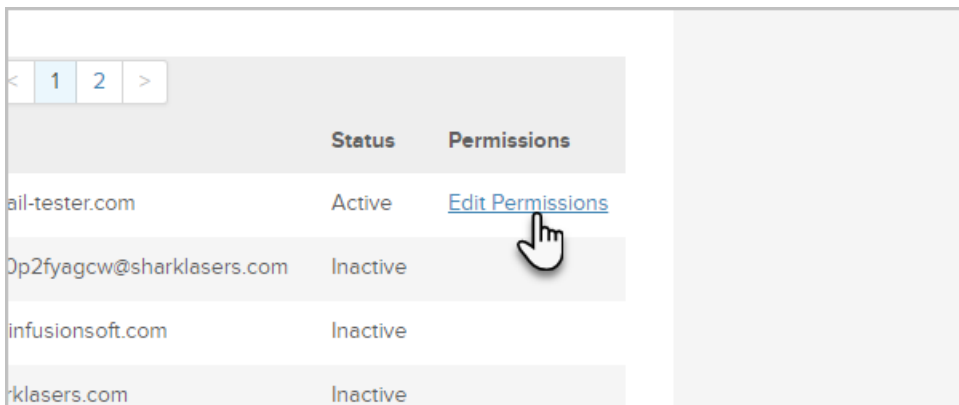 < 1 2 >
Status Permissions
ail-tester.com Active Edit Permissions
0p2fyagcw@sharklasers.com Inactive
infusionsoft.com Inactive
rklasers.com Inactive